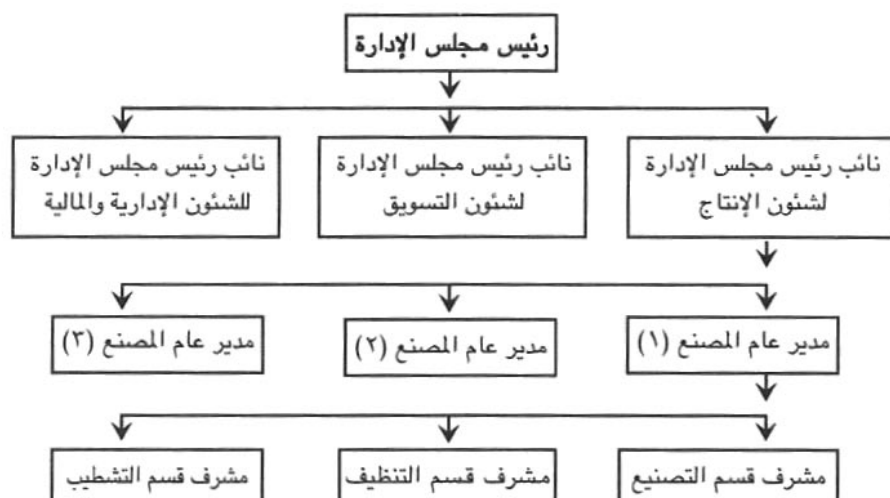 رئيس مجلس الإدارة
نائب رئيس مجلس الإدارة
لشئون الإنتاج
نائب رئيس مجلس الإدارة
لشئون التسويق
نائب رئيس مجلس الإدارة
للشئون الإدارية والمالية
مدير عام المصنع (١)
مدير عام المصنع (٢)
مدير عام المصنع (٣)
مشرف قسم التصنيع
مشرف قسم التنظيف
مشرف قسم التشطيب